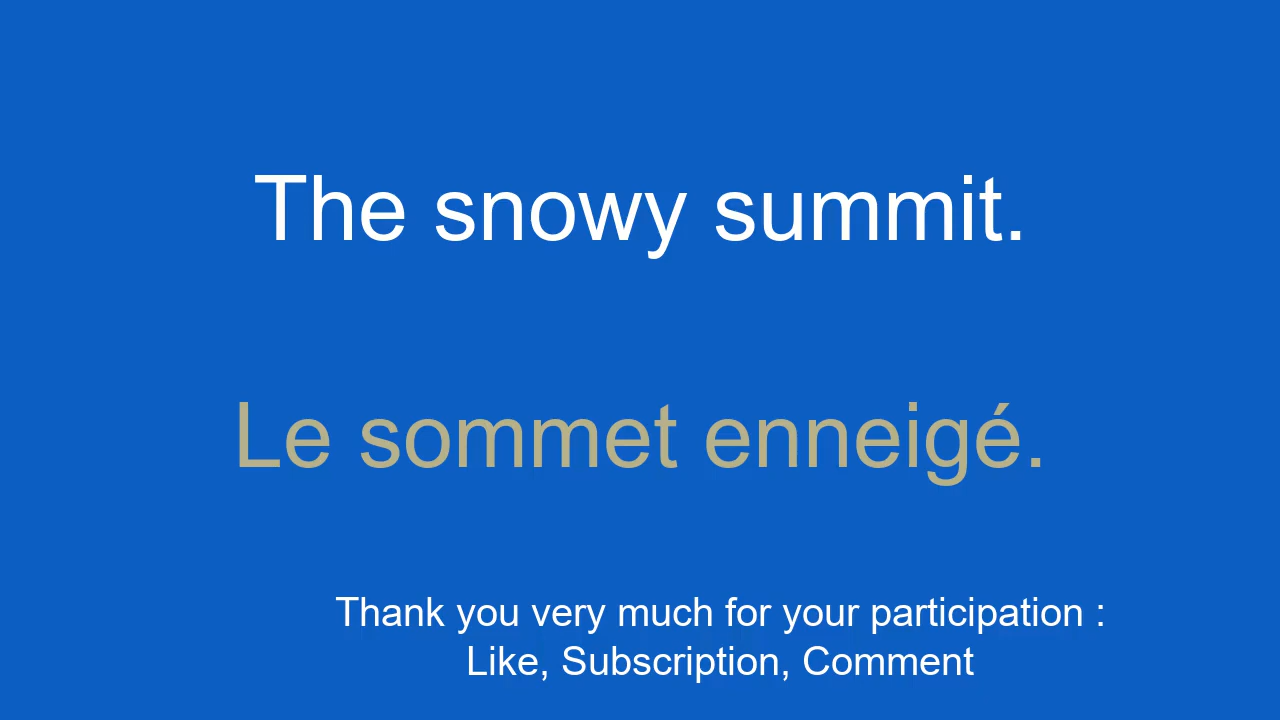 The snowy summit.
Le sommet enneigé.
Thank you very much for your participation :
Like, Subscription, Comment